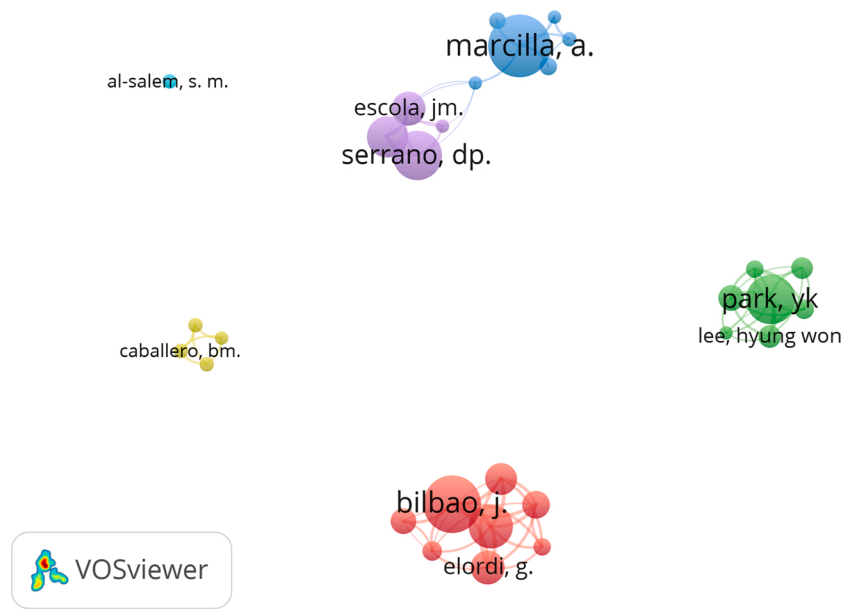 marcilla, a.
al-salem, s. m.
escola, jm.
serrano, dp.
park, yk
lee, hyung won
caballero, bm.
bilbao, j.
elordi, g.
VOSviewer